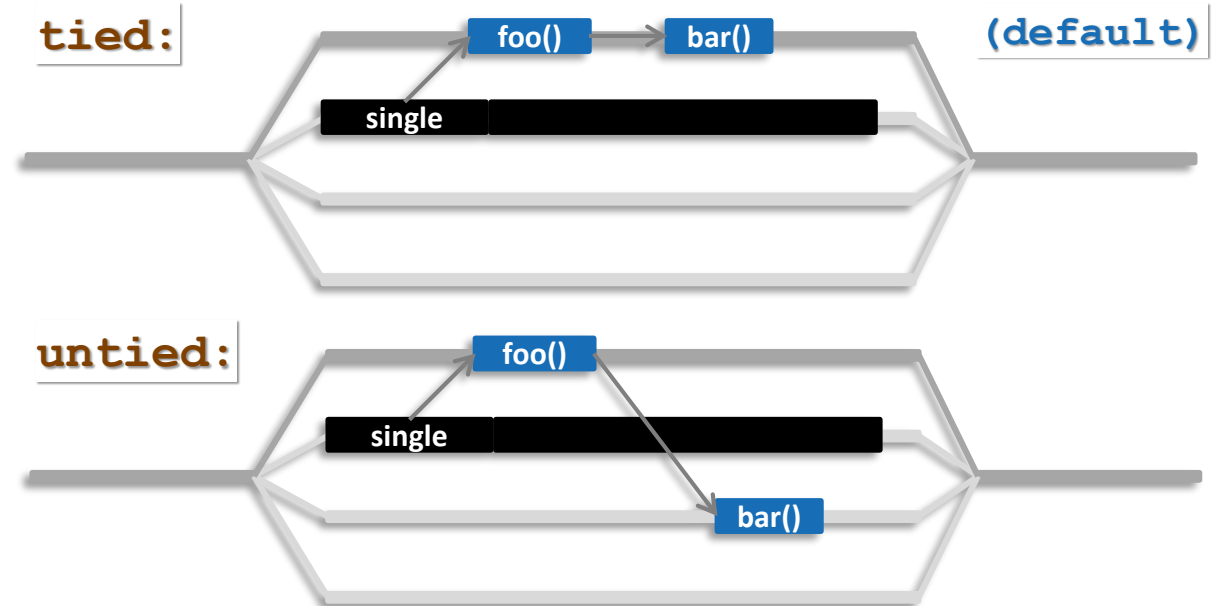 tied:
foo()
bar()
(default)
single
untied:
foo()
single
bar()